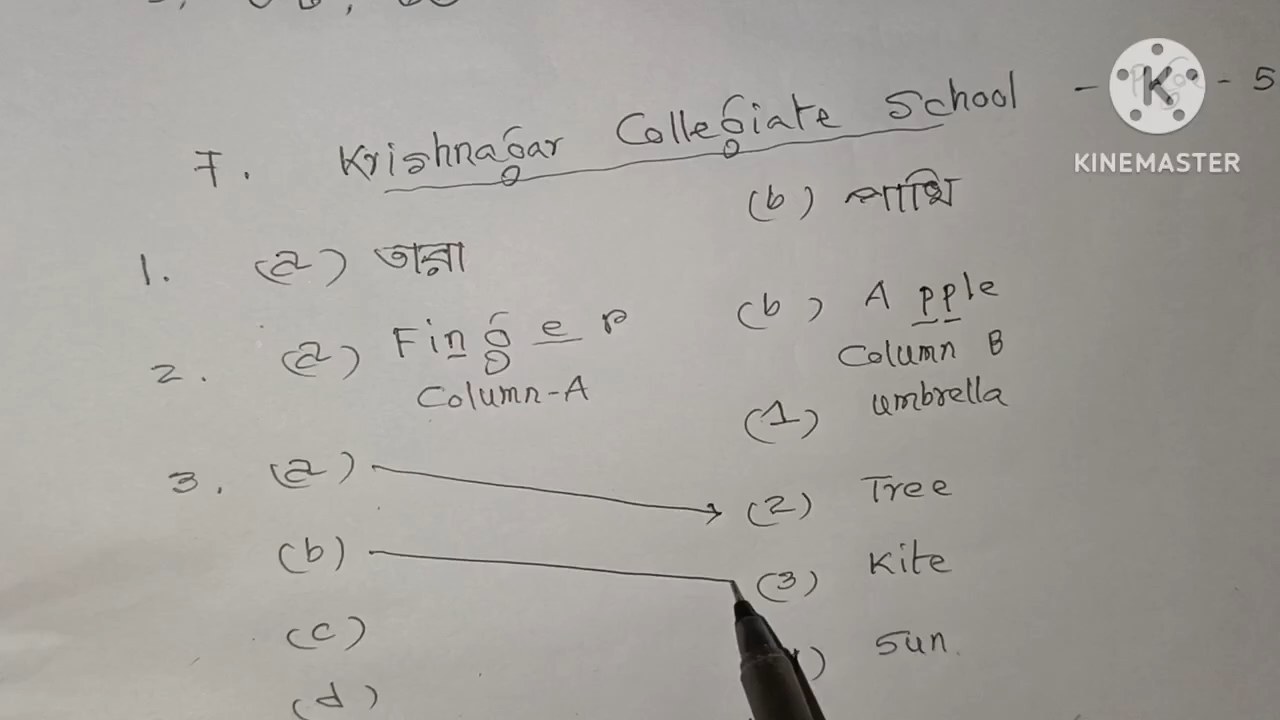 7. Krishnagar Collegiate School - - 5
KINEMASTER
1. (a) তারা (b) পাখি
2. (a) Finger (b) Apple
Column-A Column B
(1) umbrella
3. (a) (2) Tree
(b) (3) Kite
(c) ) Sun
(d)